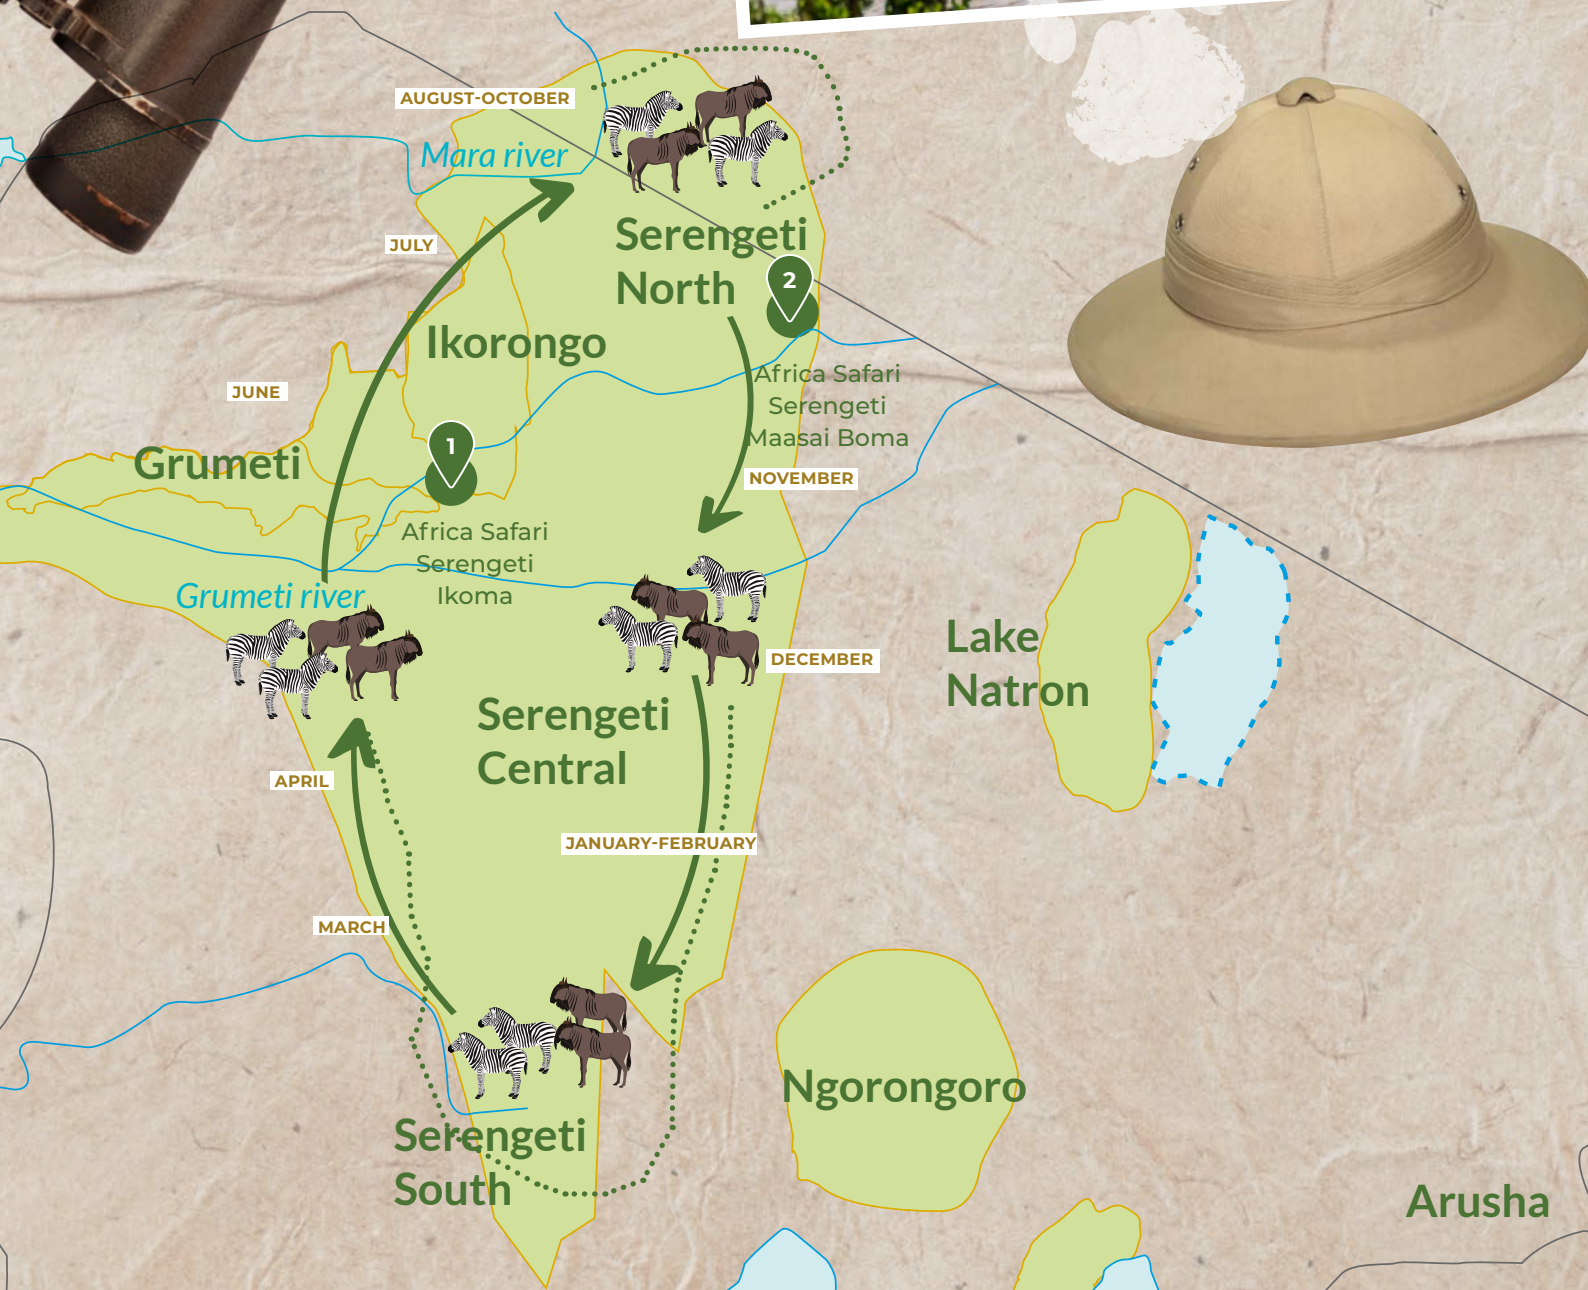 AUGUST-OCTOBER
Mara river
JULY
Serengeti
North
2
Ikorongo
Africa Safari
Serengeti
Maasai Boma
JUNE
1
Grumeti
NOVEMBER
Africa Safari
Serengeti
Ikoma
Grumeti river
DECEMBER
Lake
Natron
Serengeti
Central
APRIL
JANUARY-FEBRUARY
MARCH
Ngorongoro
Serengeti
South
Arusha